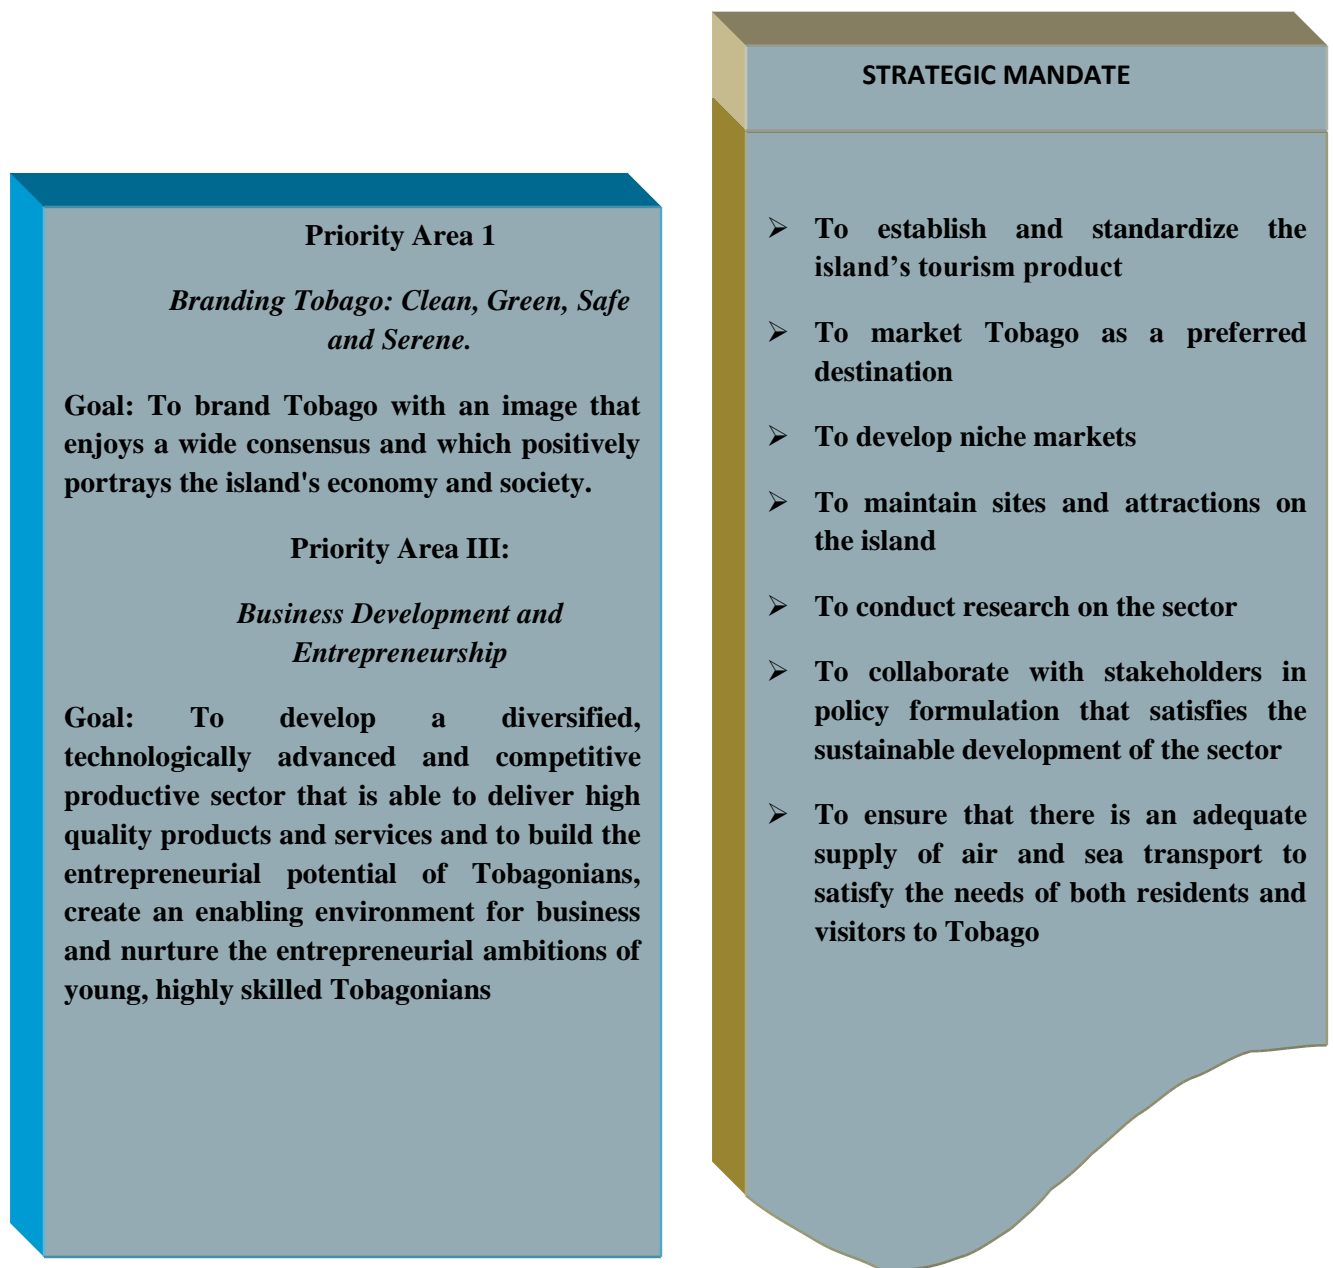 Priority Area 1
Branding Tobago: Clean, Green, Safe
and Serene.
Goal: To brand Tobago with an image that
enjoys a wide consensus and which positively
portrays the island's economy and society.
Priority Area III:
Business Development and
Entrepreneurship
Goal: To develop a diversified,
technologically advanced and competitive
productive sector that is able to deliver high
quality products and services and to build the
entrepreneurial potential of Tobagonians,
create an enabling environment for business
and nurture the entrepreneurial ambitions of
young, highly skilled Tobagonians
STRATEGIC MANDATE
➢ To establish and standardize the
island’s tourism product
➢ To market Tobago as a preferred
destination
➢ To develop niche markets
➢ To maintain sites and attractions on
the island
➢ To conduct research on the sector
➢ To collaborate with stakeholders in
policy formulation that satisfies the
sustainable development of the sector
➢ To ensure that there is an adequate
supply of air and sea transport to
satisfy the needs of both residents and
visitors to Tobago